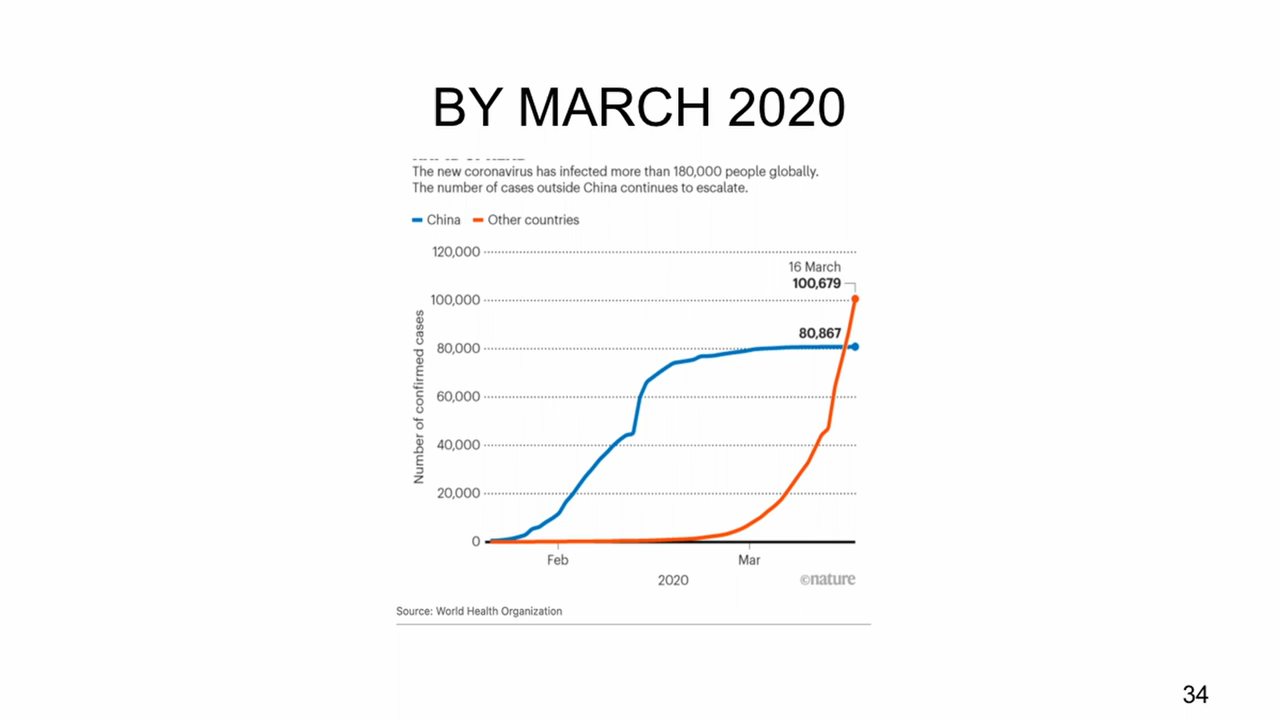 BY MARCH 2020
The new coronavirus has infected more than 180,000 people globally.
The number of cases outside China continues to escalate.
China Other countries
120,000
16 March
100,679
100,000
80,867
80,000
60,000
40,000
20,000
0
Number of confirmed cases
Feb Mar
2020
©nature
Source: World Health Organization
34